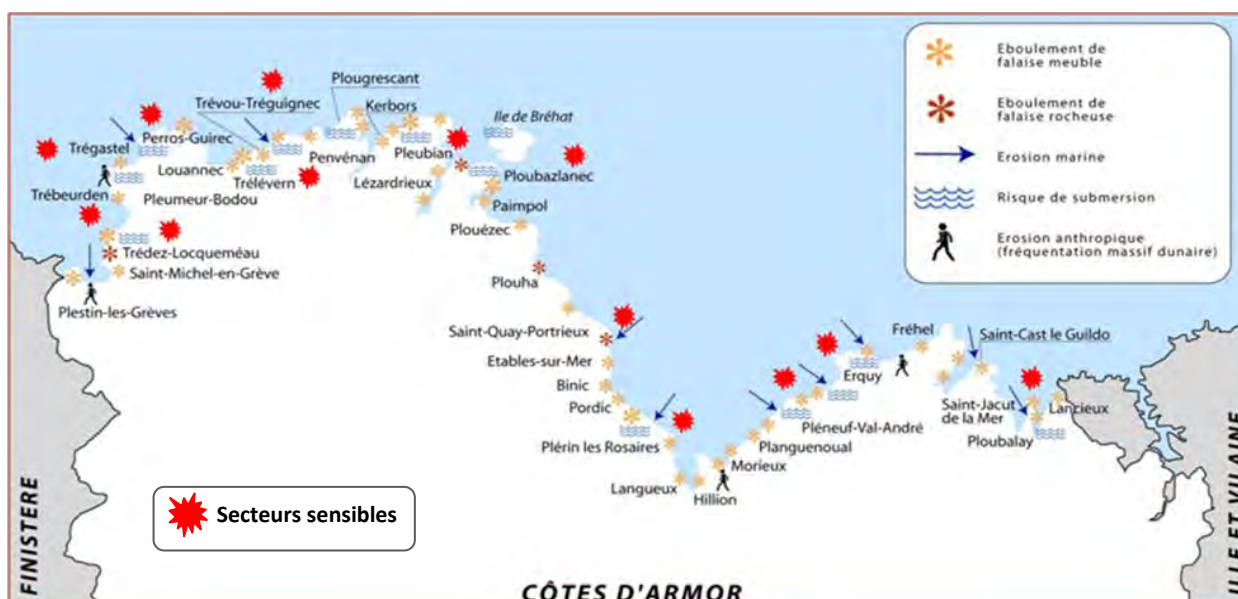 Eboulement de
falaise meuble
Eboulement de
falaise rocheuse
Erosion marine
Risque de submersion
Erosion anthropique
(fréquentation massif dunaire)
Plougrescant
Trévou-Tréguignec
Kerbors
Ile de Bréhat
Perros-Guirec
Trégastel
Penvénan
Pleubian
Louannec
Ploubazlanec
Trélévern
Lézardrieux
Trébeurden
Pleumeur-Bodou
Paimpol
Plouézec
Trédez-Locqueméau
Saint-Michel-en-Grève
Plouha
Plestin-les-Grèves
Saint-Quay-Portrieux
Fréhel
Saint-Cast le Guildo
Etables-sur-Mer
Erquy
Binic
Saint-Jacut
de la Mer
Lancieux
Pordic
Pléneuf-Val-André
Ploubalay
Plérin les Rosaires
Planguenoual
Morieux
Langueux
Hillion
Secteurs sensibles
FINISTERE
CÔTES D'ARMOR
ILLE ET VILAINE